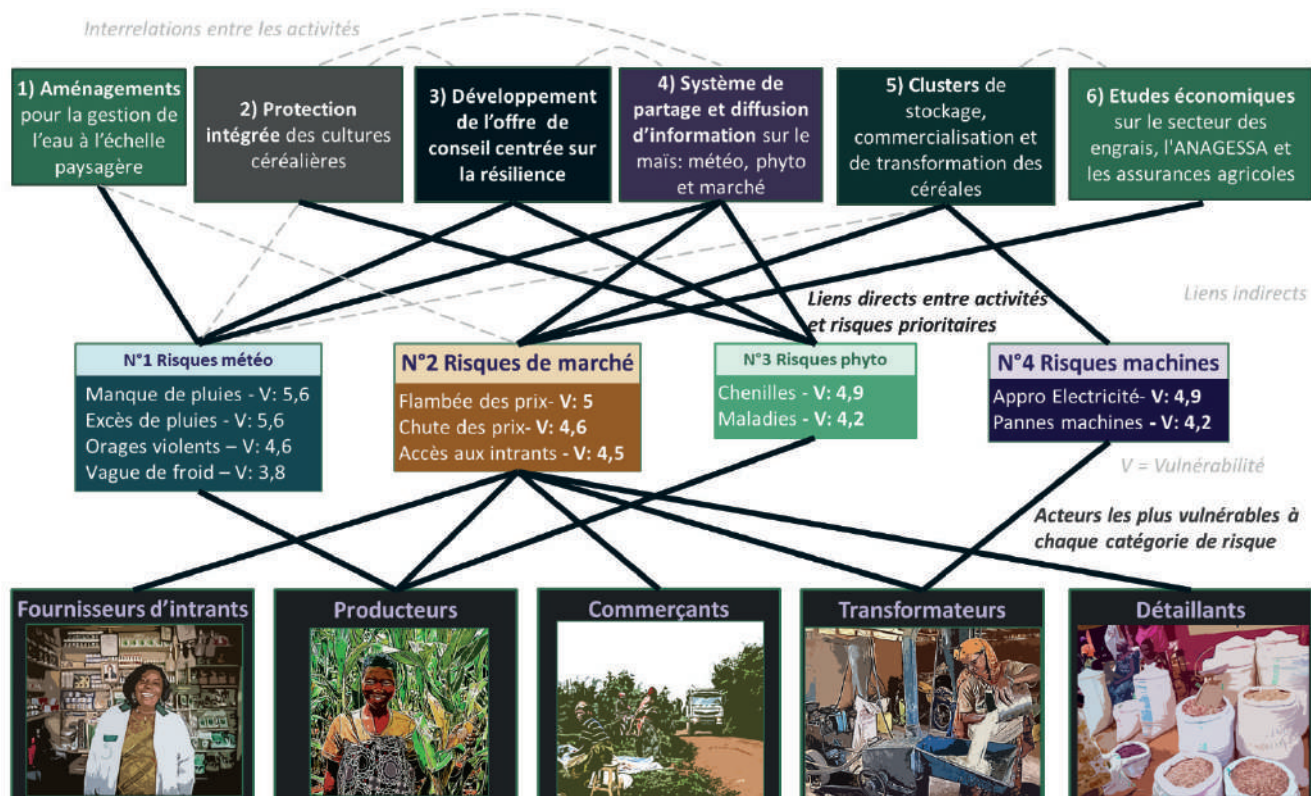 Interrelations entre les activités
1) Aménagements
pour la gestion de
l'eau à l'échelle
paysagère
2) Protection
intégrée des cultures
céréalières
3) Développement
de l'offre de
conseil centrée sur
la résilience
4) Système de
partage et diffusion
d'information sur le
maïs: météo, phyto
et marché
5) Clusters de
stockage,
commercialisation et
de transformation des
céréales
6) Etudes économiques
sur le secteur des
engrais, l'ANAGESSA et
les assurances agricoles
Liens directs entre activités
et risques prioritaires
Liens indirects
N°1 Risques météo
Manque de pluies - V: 5,6
Excès de pluies - V: 5,6
Orages violents – V: 4,6
Vague de froid – V: 3,8
N°2 Risques de marché
Flambée des prix- V: 5
Chute des prix- V: 4,6
Accès aux intrants - V: 4,5
N°3 Risques phyto
Chenilles - V: 4,9
Maladies - V: 4,2
N°4 Risques machines
Appro Electricité- V: 4,9
Pannes machines - V: 4,2
V = Vulnérabilité
Acteurs les plus vulnérables à
chaque catégorie de risque
Fournisseurs d'intrants
Producteurs
Commerçants
Transformateurs
Détaillants